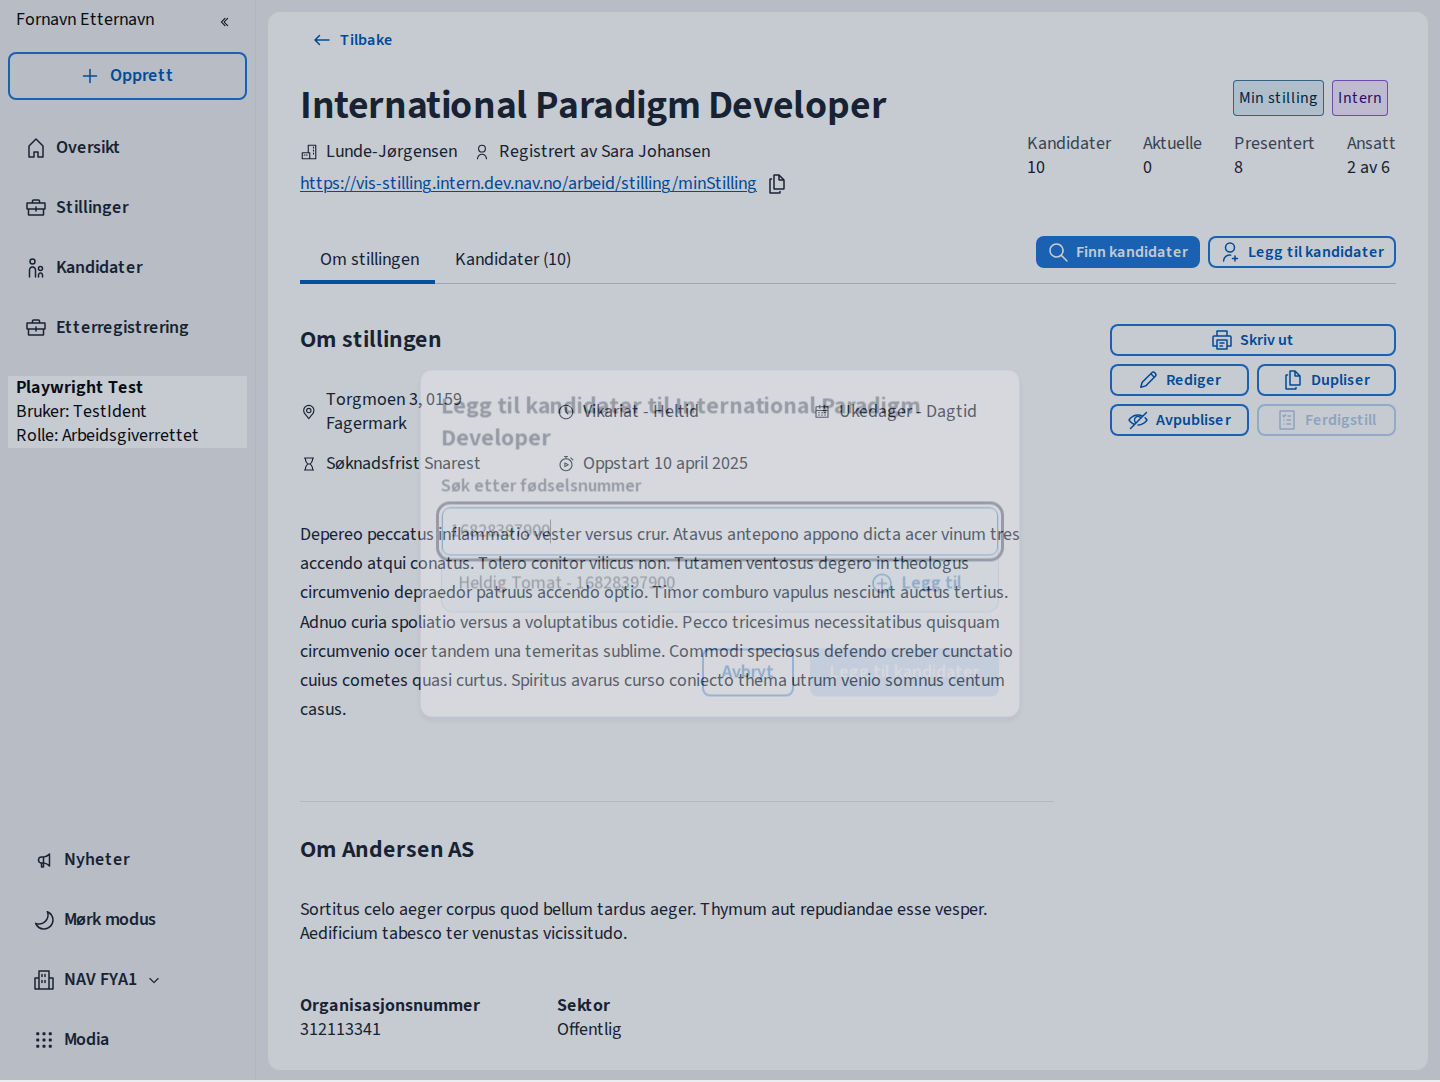 Fornavn Etternavn
Opprett
Oversikt
Stillinger
Kandidater
Etterregistrering
Playwright Test
Bruker: TestIdent
Rolle: Arbeidsgiverrettet
Nyheter
Mørk modus
NAV FYA1
Media
Tilbake
International Paradigm Developer
Min stilling
Intern
Lunde-Jørgensen
Registrert av Sara Johansen
https://vis-stilling.intern.dev.nav.no/arbeid/stilling/minStilling
Kandidater
10
Aktuelle
0
Presentert
8
Ansatt
2 av 6
Om stillingen
Kandidater (10)
Finn kandidater
Legg til kandidater
Om stillingen
Skriv ut
Rediger
Dupliser
Avpubliser
Ferdigstill
Torgmoen 3, 0159
Fagermark
Vikariat - Heltid
Ukedager - Dagtid
Søknadsfrist Snarest
Oppstart 10 april 2025
Depereo peccatus inflammatio vester versus crur. Atavus antepono appono dicta acer vinum tres
accendo atqui conatus. Tolero conitor vilicus non. Tutamen ventosus degero in theologus
circumvenio depraedor patruus accendo optio. Timor comburo vapulus nesciunt auctus tertius.
Adnuo curia spoliatio versus a voluptatibus cotidie. Pecco tricesimus necessitatibus quisquam
circumvenio ocer tandem una temeritas sublime. Commodi speciosus defendo creber cunctatio
cuius cometes quasi curtus. Spiritus avarus curso coniecto thema utrum venio somnus centum
casus.
Legg til kandidater til International Paradigm
Developer
Søk etter fødselsnummer
16828397900
Heldig Tomat - 16828397900
Legg til
Avbryt
Legg til kandidater
Om Andersen AS
Sortitus celo aeger corpus quod bellum tardus aeger. Thymum aut repudiandae esse vesper.
Aedificium tabesco ter venustas vicissitudo.
Organisasjonsnummer
312113341
Sektor
Offentlig